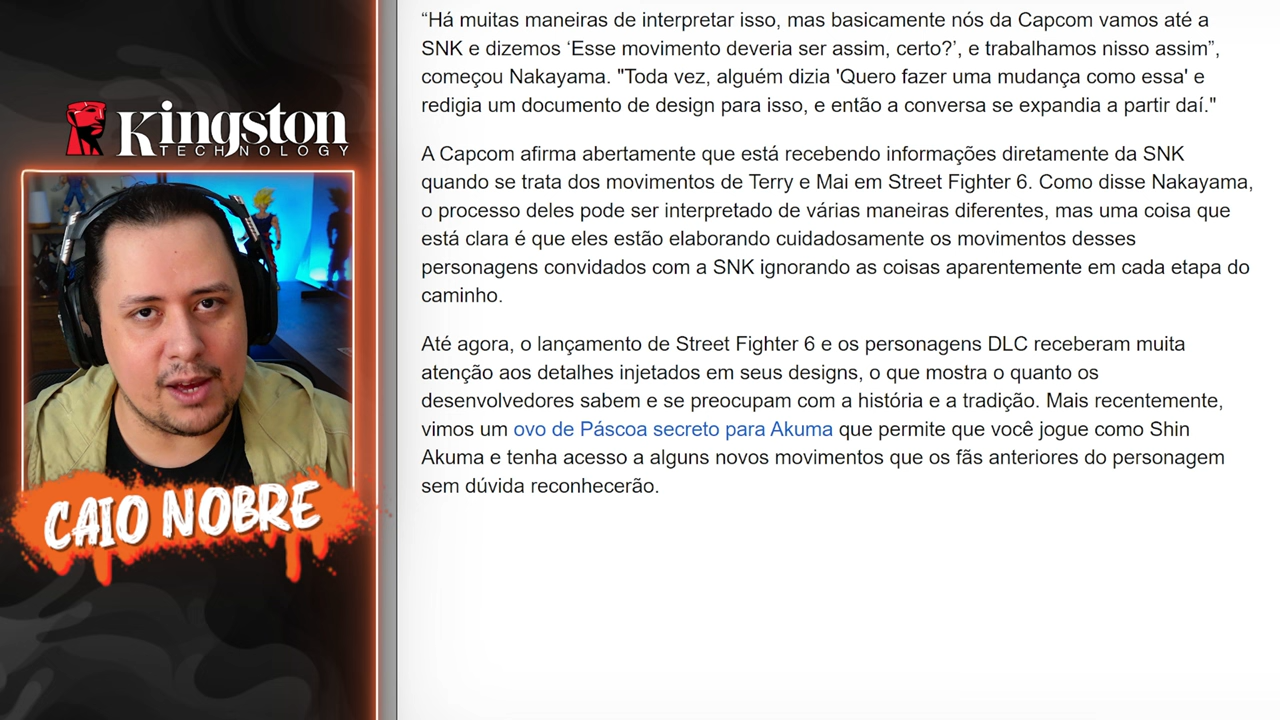 Kingston
TECHNOLOGY
CAIO NOBRE
“Há muitas maneiras de interpretar isso, mas basicamente nós da Capcom vamos até a
SNK e dizemos ‘Esse movimento deveria ser assim, certo?’, e trabalhamos nisso assim”,
começou Nakayama. "Toda vez, alguém dizia 'Quero fazer uma mudança como essa' e
redigia um documento de design para isso, e então a conversa se expandia a partir daí."
A Capcom afirma abertamente que está recebendo informações diretamente da SNK
quando se trata dos movimentos de Terry e Mai em Street Fighter 6. Como disse Nakayama,
o processo deles pode ser interpretado de várias maneiras diferentes, mas uma coisa que
está clara é que eles estão elaborando cuidadosamente os movimentos desses
personagens convidados com a SNK ignorando as coisas aparentemente em cada etapa do
caminho.
Até agora, o lançamento de Street Fighter 6 e os personagens DLC receberam muita
atenção aos detalhes injetados em seus designs, o que mostra o quanto os
desenvolvedores sabem e se preocupam com a história e a tradição. Mais recentemente,
vimos um ovo de Páscoa secreto para Akuma que permite que você jogue como Shin
Akuma e tenha acesso a alguns novos movimentos que os fãs anteriores do personagem
sem dúvida reconhecerão.